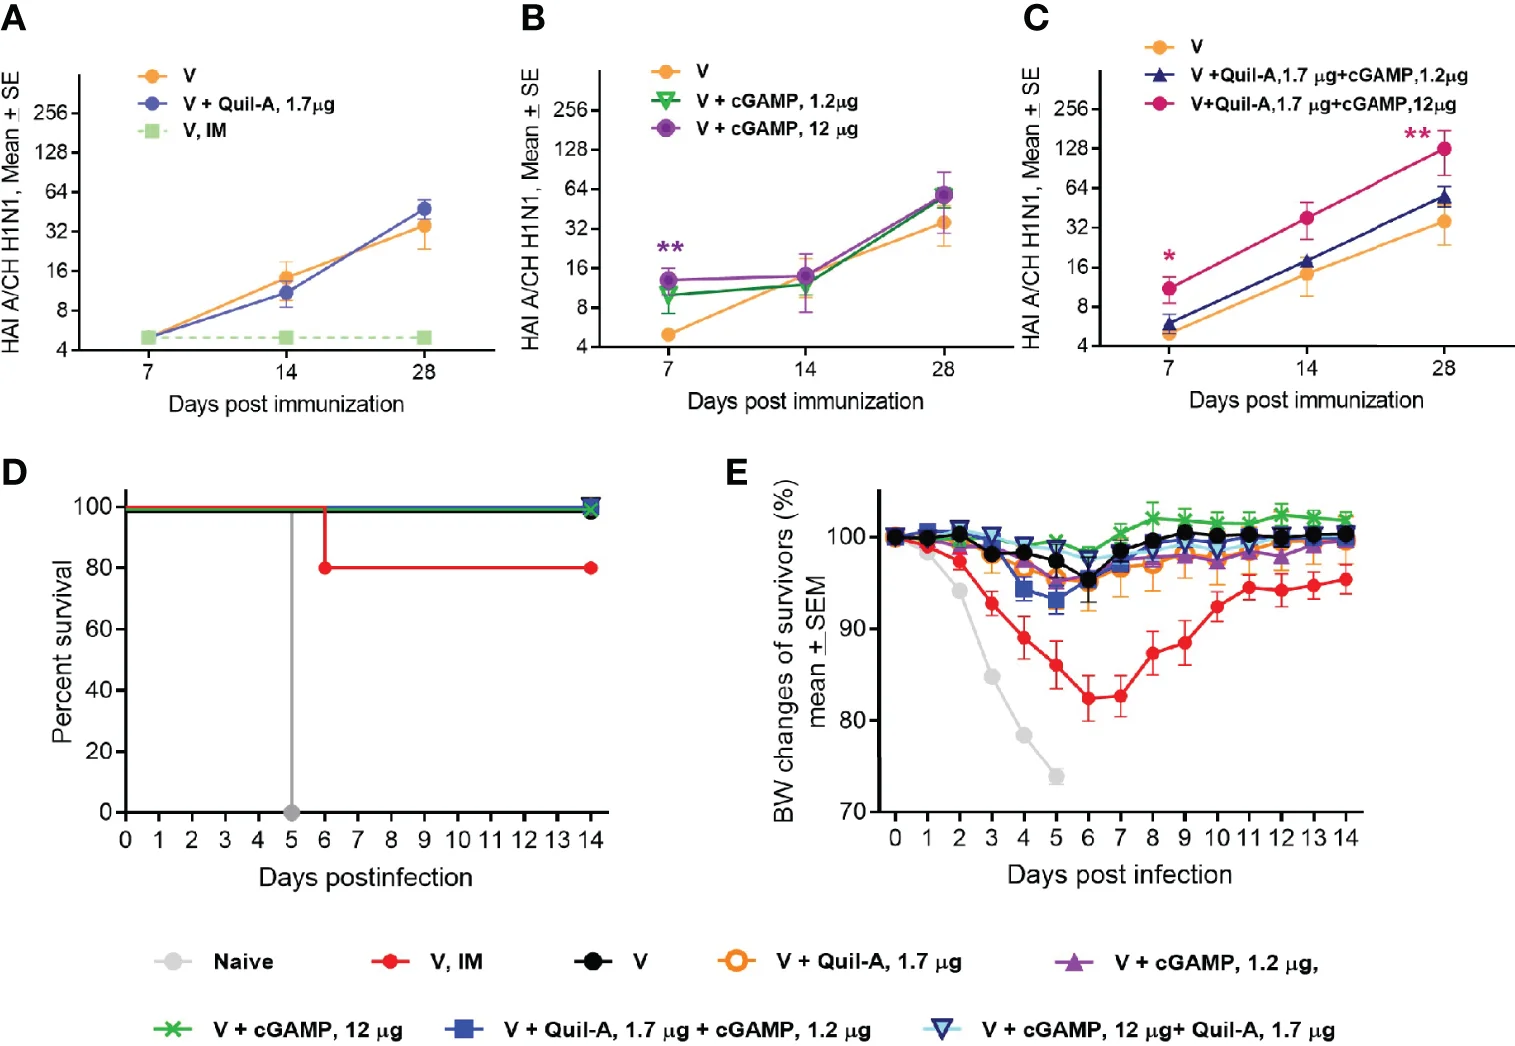 A
HAI A/CH H1N1, Mean ± SE
256
128
64
32
16
8
4
V
V + Quil-A, 1.7µg
V, IM
7 14 28
Days post immunization
B
HAI A/CH H1N1, Mean ± SE
256
128
64
32
16
8
4
V
V + cGAMP, 1.2µg
V + cGAMP, 12 µg
**
7 14 28
Days post immunization
C
HAI A/CH H1N1, Mean ± SE
256
128
64
32
16
8
4
V
V +Quil-A,1.7 µg+cGAMP,1.2µg
V+Quil-A,1.7 µg+cGAMP,12µg
**
*
7 14 28
Days post immunization
D
Percent survival
100
80
60
40
20
0
0 1 2 3 4 5 6 7 8 9 10 11 12 13 14
Days postinfection
E
BW changes of survivors (%)
mean ± SEM
100
90
80
70
0 1 2 3 4 5 6 7 8 9 10 11 12 13 14
Days post infection
Naive V, IM V V + Quil-A, 1.7 µg V + cGAMP, 1.2 µg,
V + cGAMP, 12 µg V + Quil-A, 1.7 µg + cGAMP, 1.2 µg V + cGAMP, 12 µg+ Quil-A, 1.7 µg